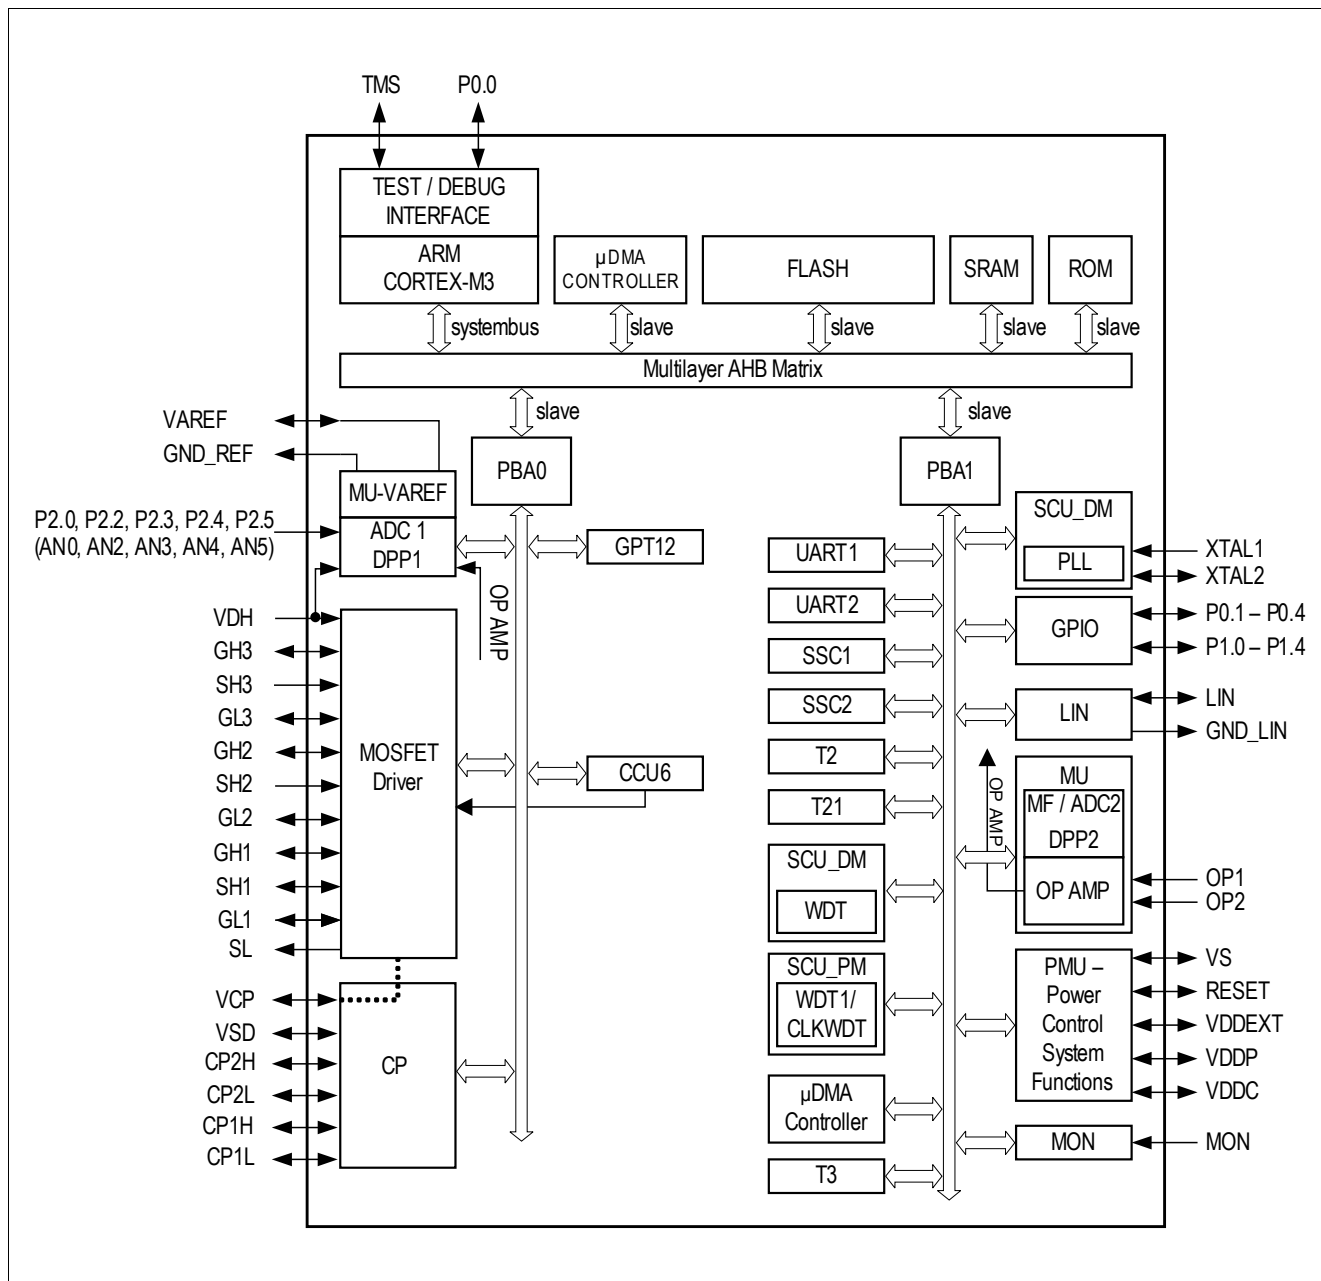 TMS
P0.0
TEST / DEBUG
INTERFACE
ARM
CORTEX-M3
µDMA
CONTROLLER
FLASH
SRAM
ROM
systembus
slave
slave
slave
slave
Multilayer AHB Matrix
slave
slave
VAREF
GND_REF
PBA0
PBA1
MU-VAREF
P2.0, P2.2, P2.3, P2.4, P2.5
(AN0, AN2, AN3, AN4, AN5)
ADC 1
DPP1
GPT12
OP AMP
VDH
GH3
SH3
GL3
GH2
SH2
GL2
GH1
SH1
GL1
SL
MOSFET
Driver
CCU6
VCP
VSD
CP2H
CP2L
CP1H
CP1L
CP
UART1
UART2
SSC1
SSC2
T2
T21
SCU_DM
WDT
SCU_PM
WDT1/
CLKWDT
µDMA
Controller
T3
SCU_DM
PLL
XTAL1
XTAL2
GPIO
P0.1 – P0.4
P1.0 – P1.4
LIN
LIN
GND_LIN
OP AMP
MU
MF / ADC2
DPP2
OP AMP
OP1
OP2
PMU –
Power
Control
System
Functions
VS
RESET
VDDEXT
VDDP
VDDC
MON
MON